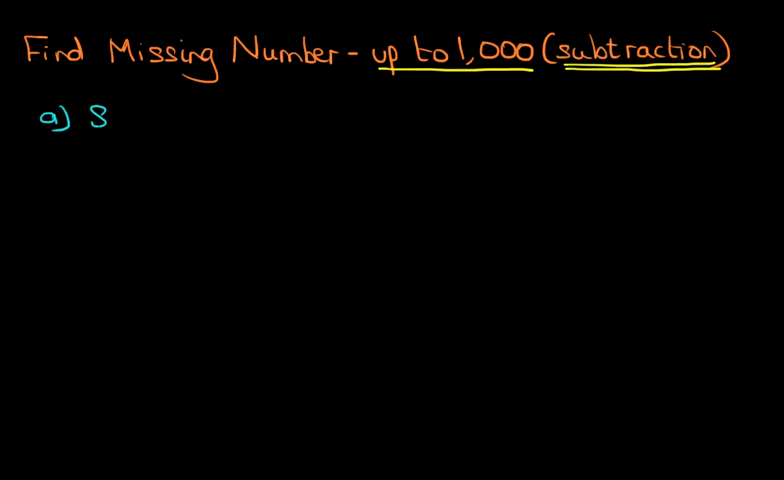 Find Missing Number - up to 1,000 (subtraction)
a) 8